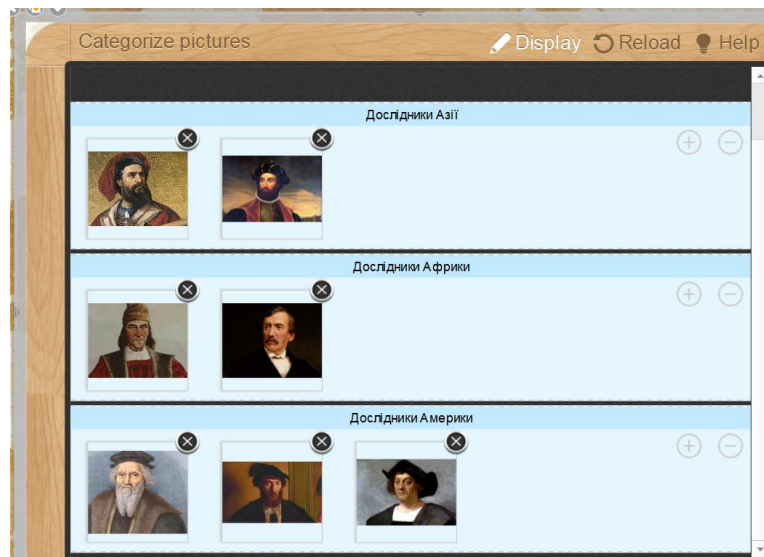 Categorize pictures Display Reload Help
Дослідники Азії
Дослідники Африки
Дослідники Америки